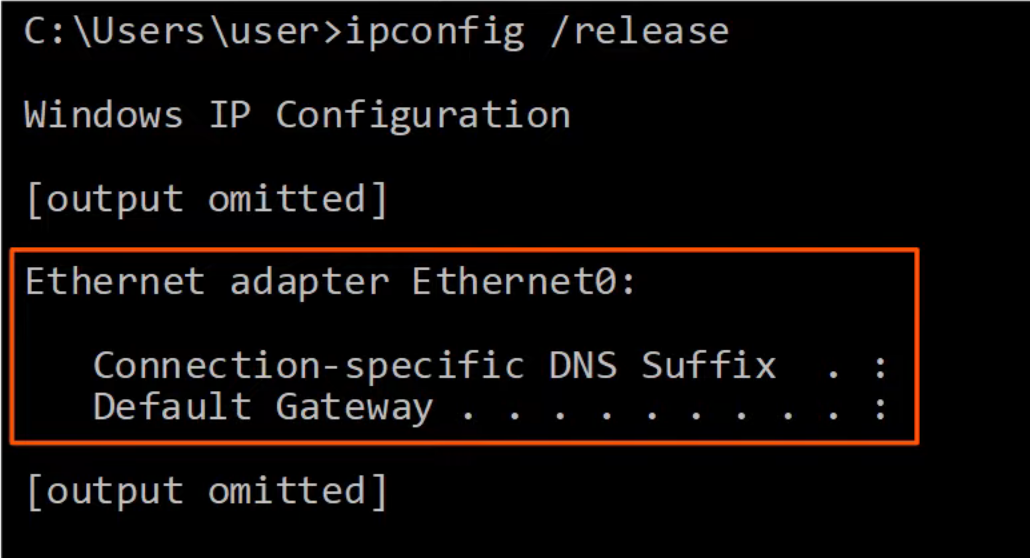 C:\Users\user>ipconfig /release
Windows IP Configuration
[output omitted]
Ethernet adapter Ethernet0:
Connection-specific DNS Suffix  . :
Default Gateway . . . . . . . . . :
[output omitted]